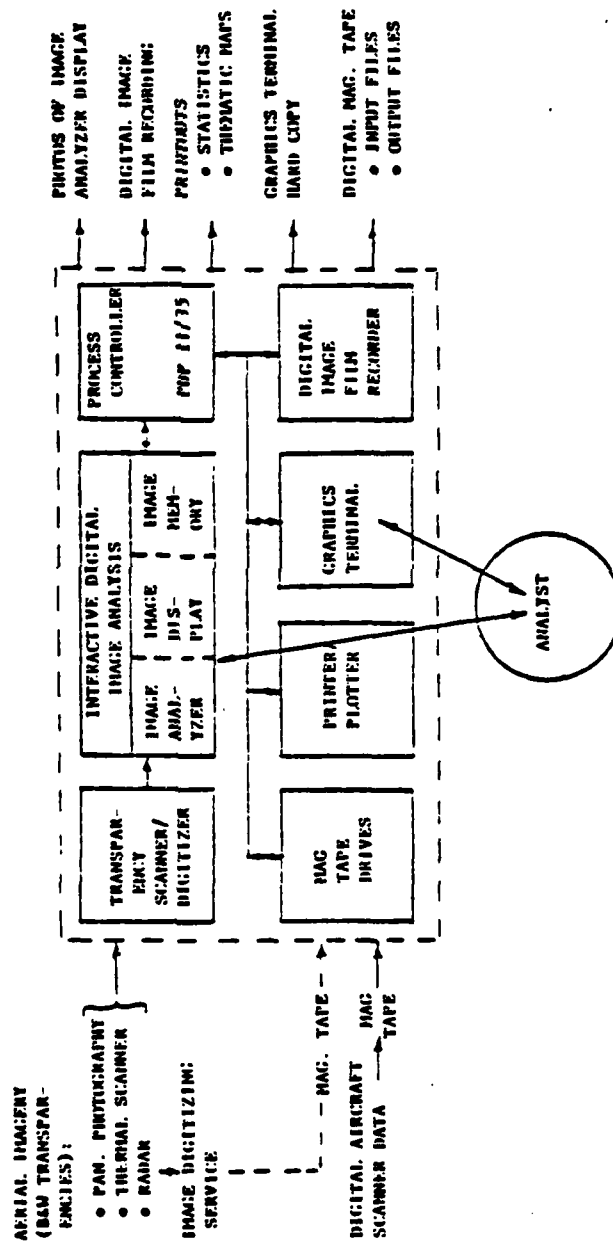 AERIAL IMAGERY
(B&W TRANSPAR-
ENCIES):
• PAN. PHOTOGRAPHY
• THERMAL SCANNER
• RADAR
IMAGE DIGITIZING
SERVICE
MAG. TAPE
DIGITAL AIRCRAFT
SCANNER DATA
MAG
TAPE
TRANSPAR-
ENCY
SCANNER/
DIGITIZER
INTERACTIVE DIGITAL
IMAGE ANALYSIS
IMAGE
ANAL-
YZER
IMAGE
DIS-
PLAY
IMAGE
MEM-
ORY
PROCESS
CONTROLLER
PDP 11/35
MAG
TAPE
DRIVES
PRINTER/
PLOTTER
GRAPHICS
TERMINAL
DIGITAL
IMAGE
FILM
RECORDER
ANALYST
PHOTOS OF IMAGE
ANALYZER DISPLAY
DIGITAL IMAGE
FILM RECORDING
PRINTOUTS
• STATISTICS
• THEMATIC MAPS
GRAPHICS TERMINAL
HARD COPY
DIGITAL MAG. TAPE
• INPUT FILES
• OUTPUT FILES